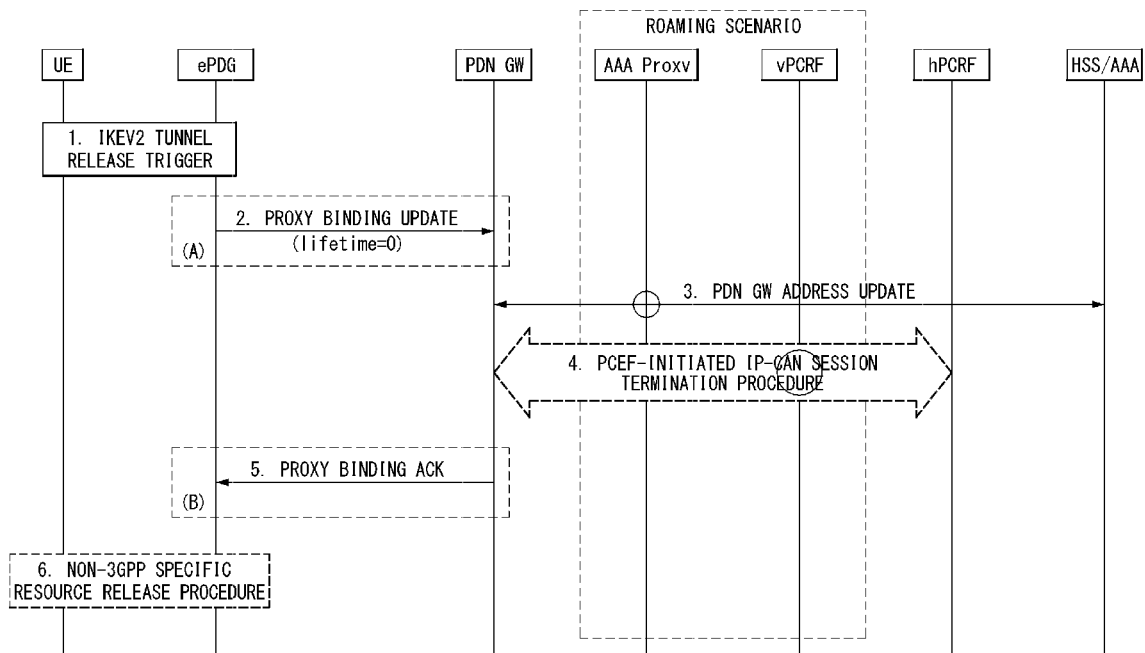 ROAMING SCENARIO
UE
ePDG
PDN GW
AAA Proxv
vPCRF
hPCRF
HSS/AAA
1. IKEV2 TUNNEL
RELEASE TRIGGER
2. PROXY BINDING UPDATE
(lifetime=0)
(A)
3. PDN GW ADDRESS UPDATE
4. PCEF-INITIATED IP-CAN SESSION
TERMINATION PROCEDURE
5. PROXY BINDING ACK
(B)
6. NON-3GPP SPECIFIC
RESOURCE RELEASE PROCEDURE